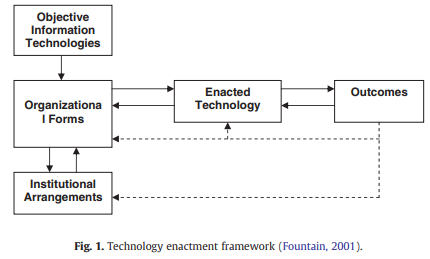 Objective
Information
Technologies
Organizationa
l Forms
Enacted
Technology
Outcomes
Institutional
Arrangements
Fig. 1. Technology enactment framework (Fountain, 2001).